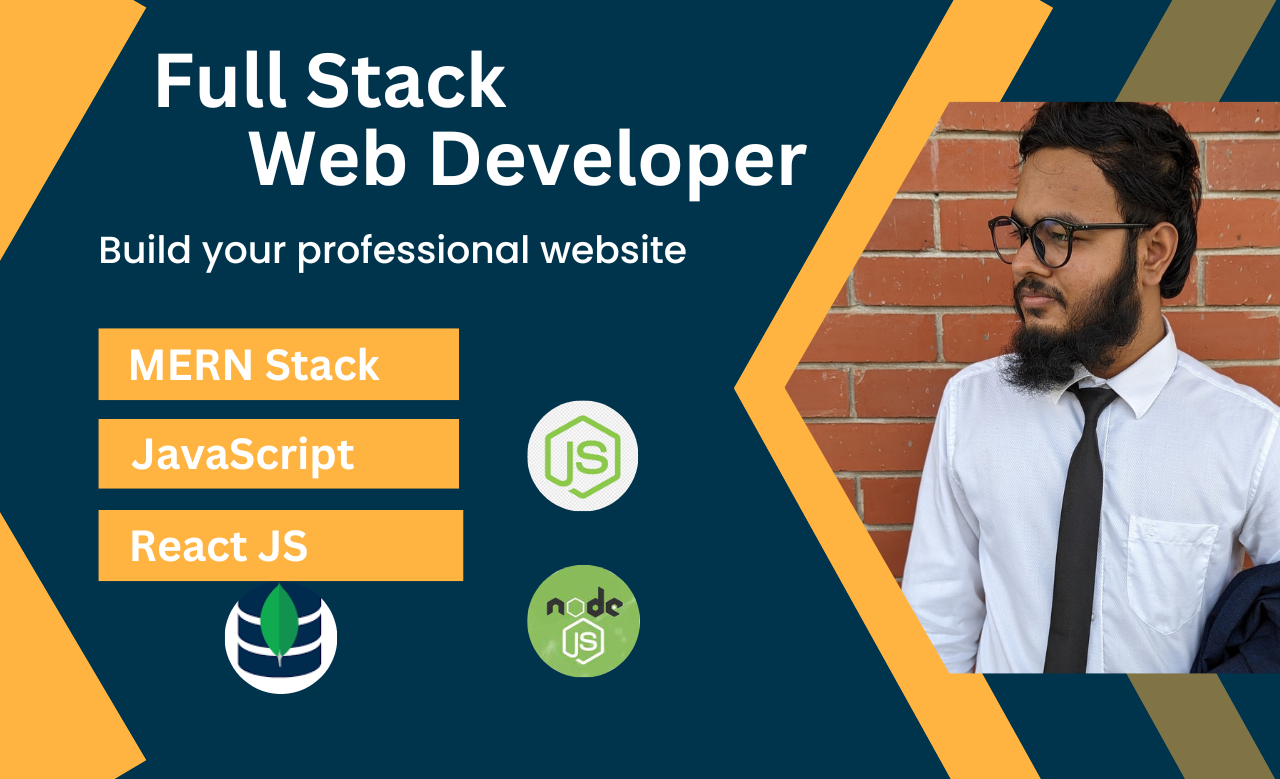 Full Stack
Web Developer
Build your professional website
MERN Stack
JavaScript
React JS
JS
node
JS